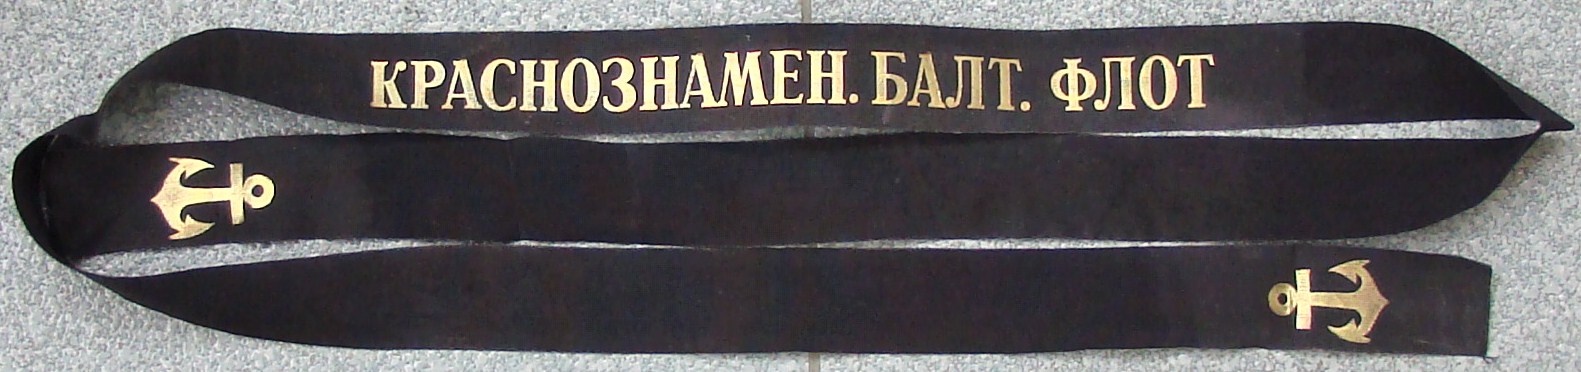 КРАСНОЗНАМЕН. БАЛТ. ФЛОТ